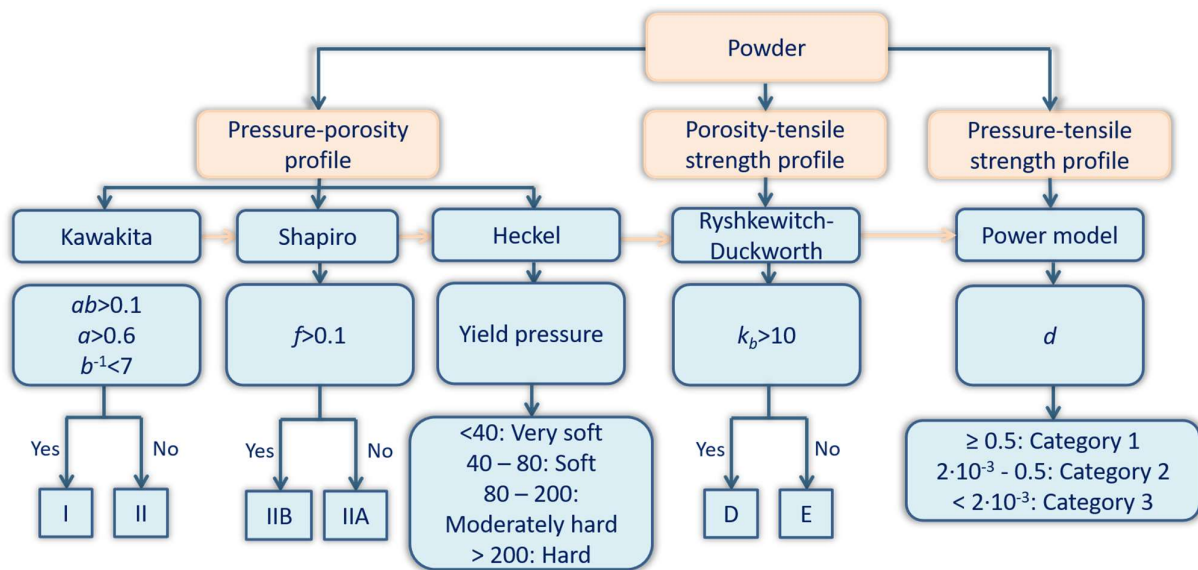 Powder
Pressure-porosity
profile
Porosity-tensile
strength profile
Pressure-tensile
strength profile
Kawakita
Shapiro
Heckel
Ryshkewitch-
Duckworth
Power model
ab>0.1
a>0.6
b⁻¹<7
f>0.1
Yield pressure
k_b>10
d
Yes
No
I
II
Yes
No
IIB
IIA
<40: Very soft
40 – 80: Soft
80 – 200:
Moderately hard
> 200: Hard
Yes
No
D
E
≥ 0.5: Category 1
2·10⁻³ - 0.5: Category 2
< 2·10⁻³: Category 3